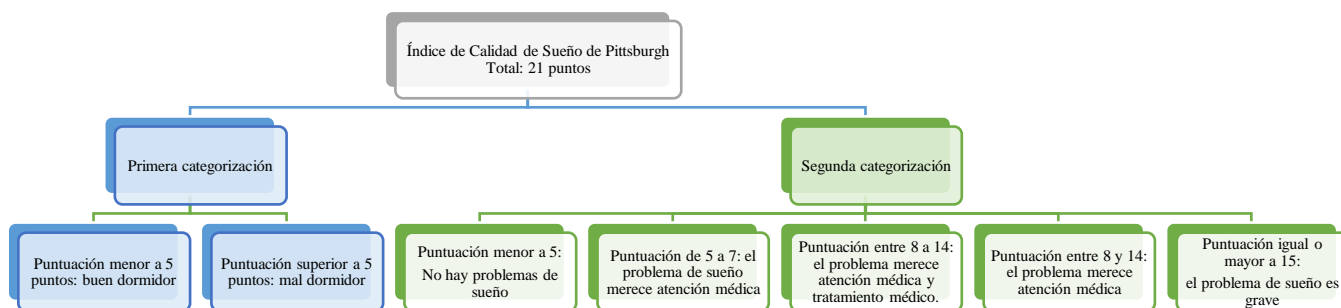 Índice de Calidad de Sueño de Pittsburgh
Total: 21 puntos
Primera categorización
Segunda categorización
Puntuación menor a 5
puntos: buen dormidor
Puntuación superior a 5
puntos: mal dormidor
Puntuación menor a 5:
No hay problemas de
sueño
Puntuación de 5 a 7: el
problema de sueño
merece atención médica
Puntuación entre 8 a 14:
el problema merece
atención médica y
tratamiento médico.
Puntuación entre 8 y 14:
el problema merece
atención médica
Puntuación igual o
mayor a 15:
el problema de sueño es
grave